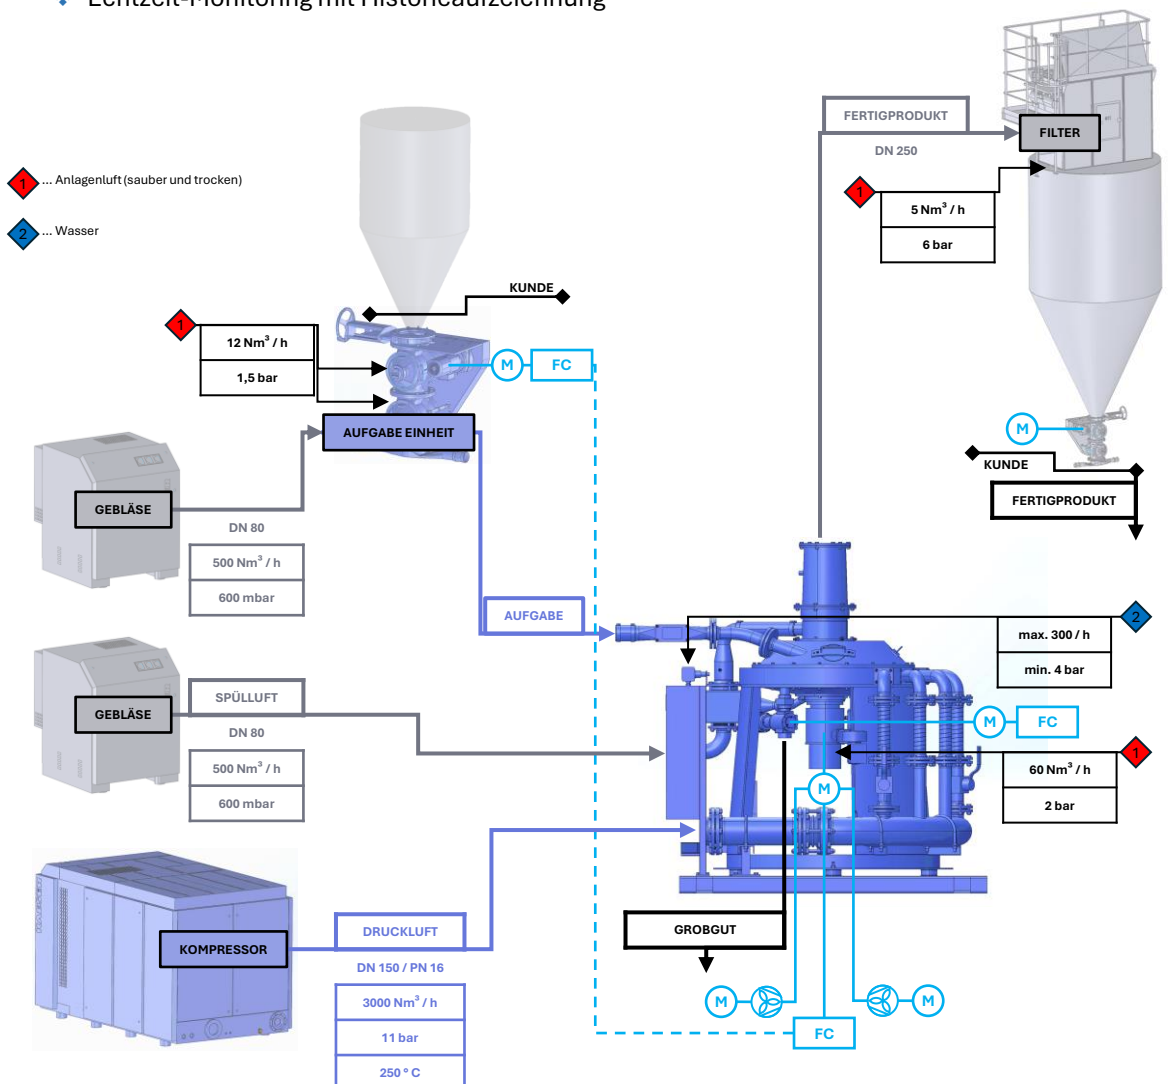 Echtzeit-Monitoring mit Historieaufzeichnung
FERTIGPRODUKT
DN 250
FILTER
1 ... Anlagenluft (sauber und trocken)
2 ... Wasser
1
5 Nm³ / h
6 bar
KUNDE
1
12 Nm³ / h
1,5 bar
M
FC
AUFGABE EINHEIT
M
KUNDE
FERTIGPRODUKT
GEBLÄSE
DN 80
500 Nm³ / h
600 mbar
AUFGABE
2
max. 300 / h
min. 4 bar
GEBLÄSE
SPÜLLUFT
DN 80
500 Nm³ / h
600 mbar
M
FC
1
60 Nm³ / h
2 bar
M
KOMPRESSOR
DRUCKLUFT
DN 150 / PN 16
3000 Nm³ / h
11 bar
250 ° C
GROBGUT
M
M
FC